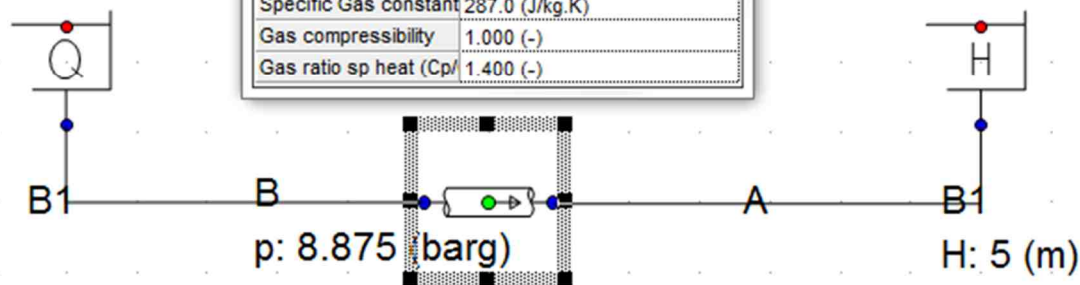 Specific Gas constant 287.0 (J/kg.K)
Gas compressibility 1.000 (-)
Gas ratio sp heat (Cp/ 1.400 (-)
Q
H
B1
B
A
B1
p: 8.875 (barg)
H: 5 (m)